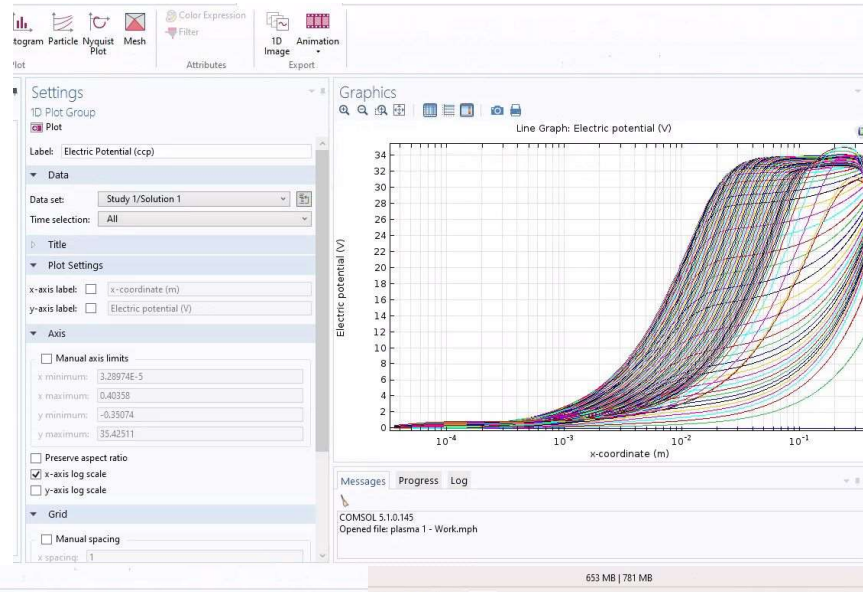 togram Particle Nyquist Plot Mesh
Color Expression
Filter
1D Image Animation
Plot
Attributes
Export
Settings
1D Plot Group
Plot
Label: Electric Potential (ccp)
Data
Data set: Study 1/Solution 1
Time selection: All
Title
Plot Settings
x-axis label: x-coordinate (m)
y-axis label: Electric potential (V)
Axis
Manual axis limits
x minimum: 3.28974E-5
x maximum: 0.40358
y minimum: -0.35074
y maximum: 35.42511
Preserve aspect ratio
x-axis log scale
y-axis log scale
Grid
Manual spacing
x spacing: 1
Graphics
Line Graph: Electric potential (V)
34
32
30
28
26
24
22
20
18
16
14
12
10
8
6
4
2
0
Electric potential (V)
10⁻⁴ 10⁻³ 10⁻² 10⁻¹
x-coordinate (m)
Messages Progress Log
COMSOL 5.1.0.145
Opened file: plasma 1 - Work.mph
653 MB | 781 MB